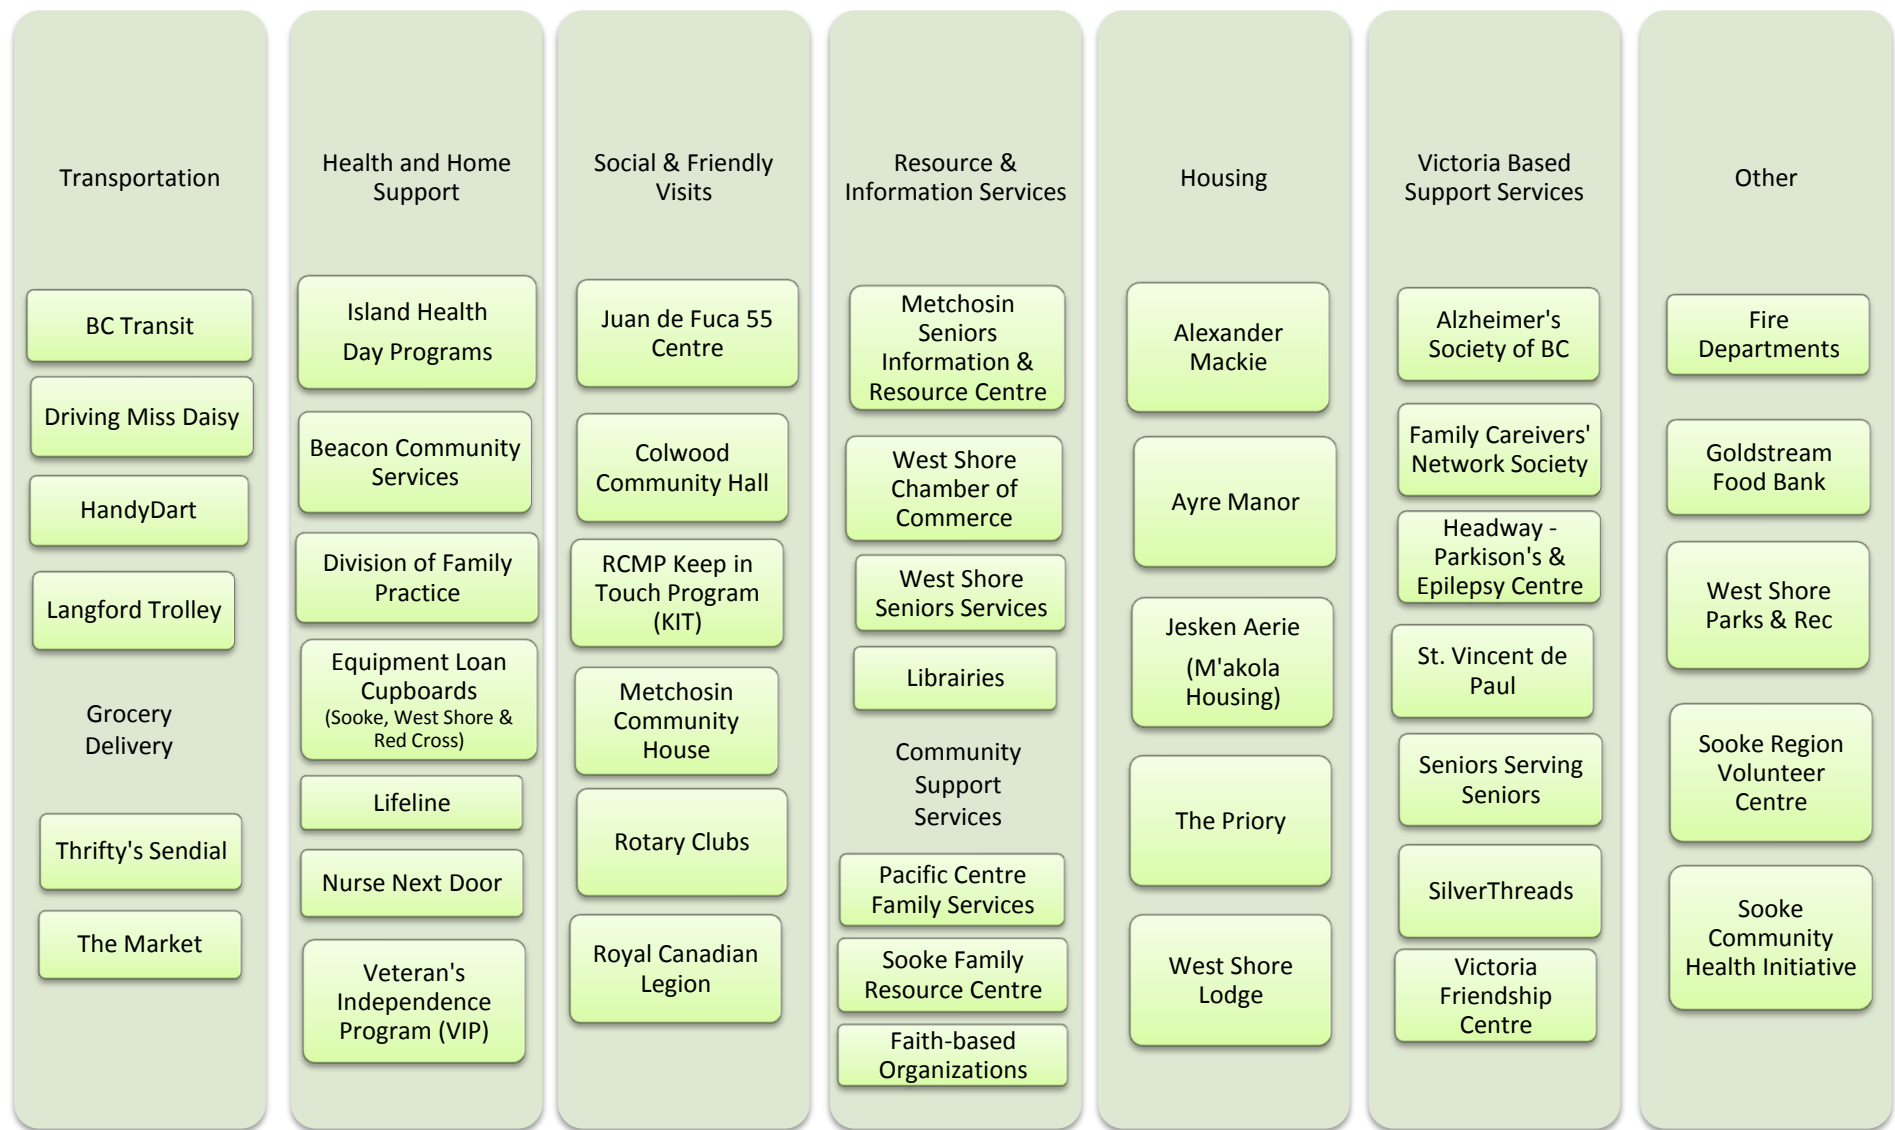 Transportation
BC Transit
Driving Miss Daisy
HandyDart
Langford Trolley
Grocery
Delivery
Thrifty's Sendial
The Market
Health and Home
Support
Island Health
Day Programs
Beacon Community
Services
Division of Family
Practice
Equipment Loan
Cupboards
(Sooke, West Shore &
Red Cross)
Lifeline
Nurse Next Door
Veteran's
Independence
Program (VIP)
Social & Friendly
Visits
Juan de Fuca 55
Centre
Colwood
Community Hall
RCMP Keep in
Touch Program
(KIT)
Metchosin
Community
House
Rotary Clubs
Royal Canadian
Legion
Resource &
Information Services
Metchosin
Seniors
Information &
Resource Centre
West Shore
Chamber of
Commerce
West Shore
Seniors Services
Librairies
Community
Support
Services
Pacific Centre
Family Services
Sooke Family
Resource Centre
Faith-based
Organizations
Housing
Alexander
Mackie
Ayre Manor
Jesken Aerie
(M'akola
Housing)
The Priory
West Shore
Lodge
Victoria Based
Support Services
Alzheimer's
Society of BC
Family Careivers'
Network Society
Headway -
Parkison's &
Epilepsy Centre
St. Vincent de
Paul
Seniors Serving
Seniors
SilverThreads
Victoria
Friendship
Centre
Other
Fire
Departments
Goldstream
Food Bank
West Shore
Parks & Rec
Sooke Region
Volunteer
Centre
Sooke
Community
Health Initiative